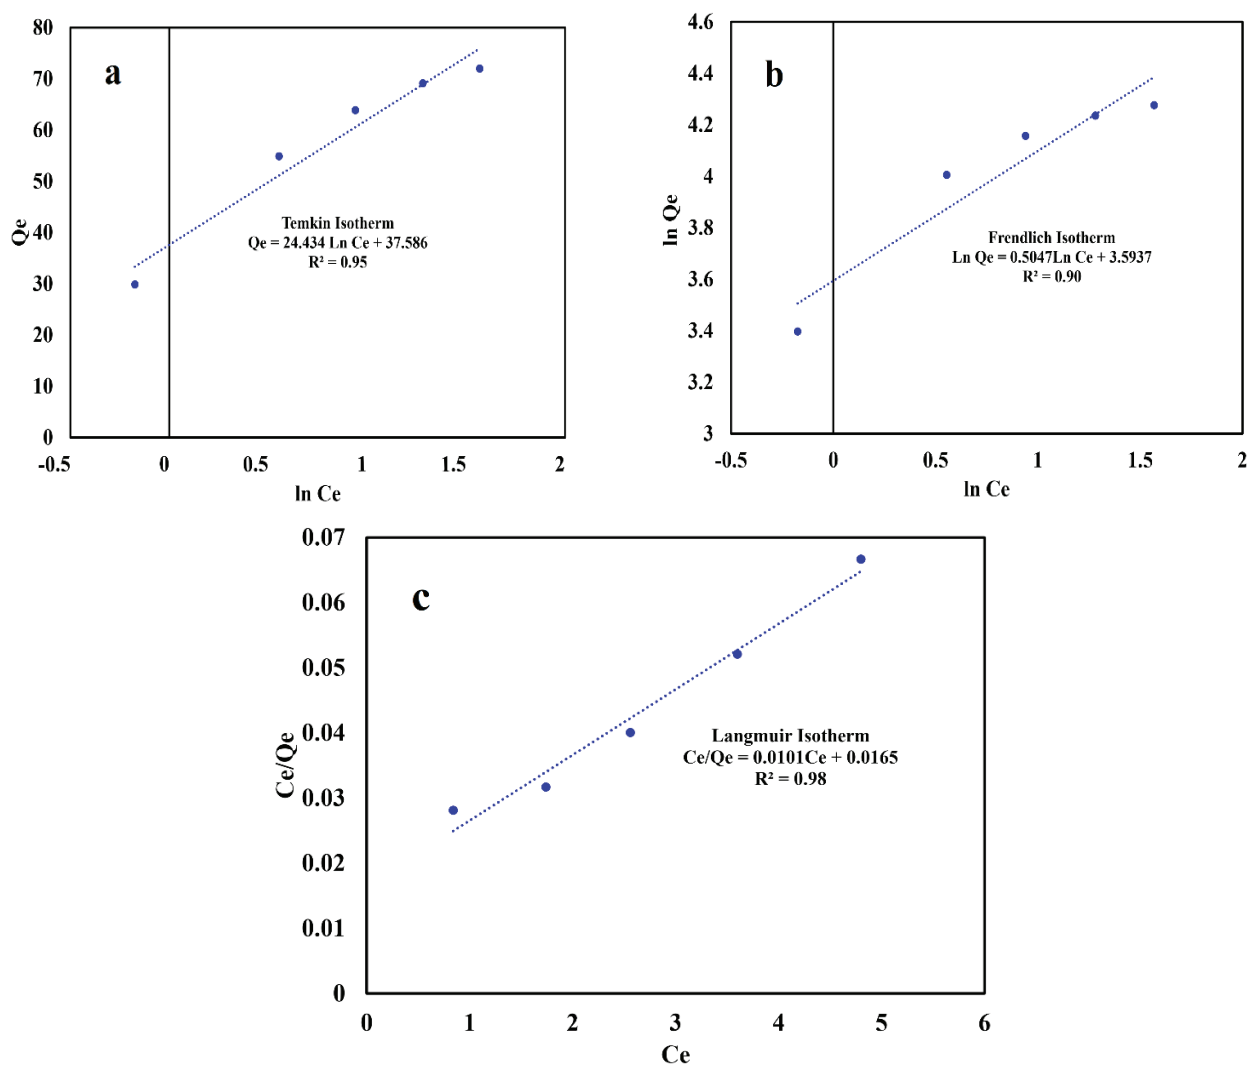 a
80
70
60
50
40
30
20
10
0
Qe
Temkin Isotherm
Qe = 24.434 Ln Ce + 37.586
R² = 0.95
-0.5 0 0.5 1 1.5 2
ln Ce
b
4.6
4.4
4.2
4
3.8
3.6
3.4
3.2
3
ln Qe
Frendlich Isotherm
Ln Qe = 0.5047Ln Ce + 3.5937
R² = 0.90
-0.5 0 0.5 1 1.5 2
ln Ce
c
0.07
0.06
0.05
0.04
0.03
0.02
0.01
0
Ce/Qe
Langmuir Isotherm
Ce/Qe = 0.0101Ce + 0.0165
R² = 0.98
0 1 2 3 4 5 6
Ce